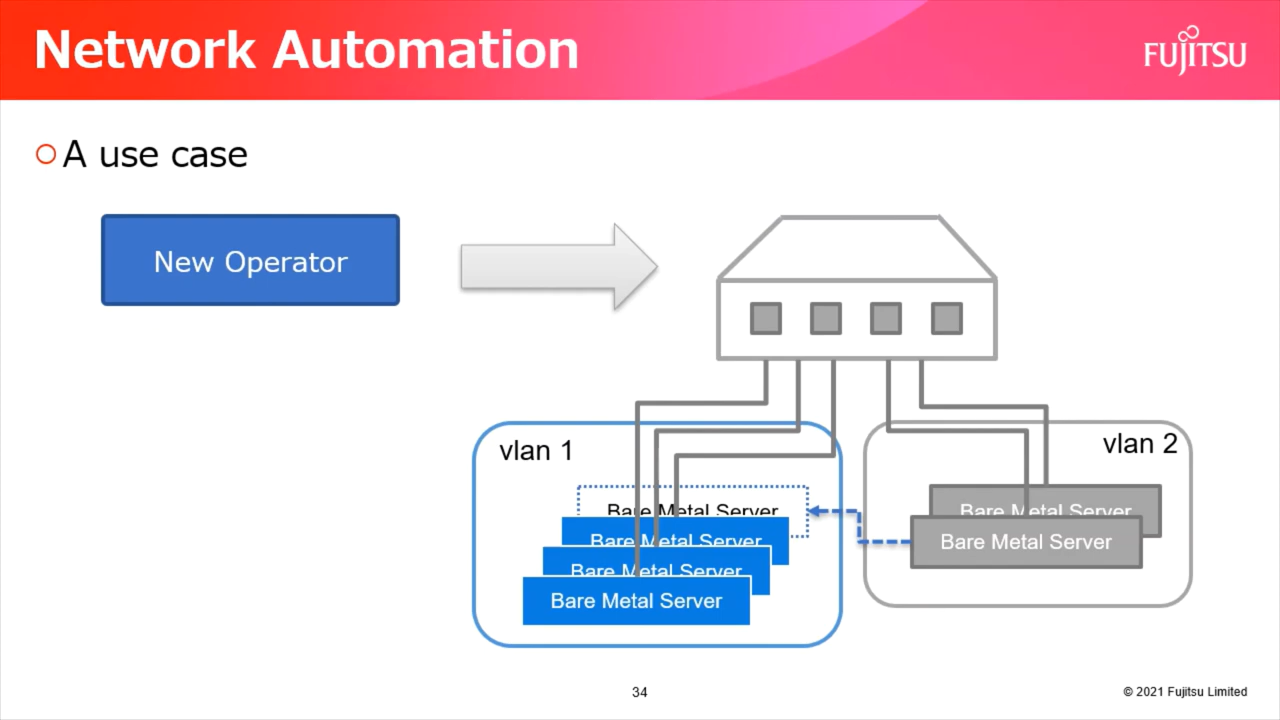 Network Automation
FUJITSU
A use case
New Operator
vlan 1
vlan 2
Bare Metal Server
Bare Metal Server
Bare Metal Server
Bare Metal Server
Bare Metal Server
Bare Metal Server
34
© 2021 Fujitsu Limited